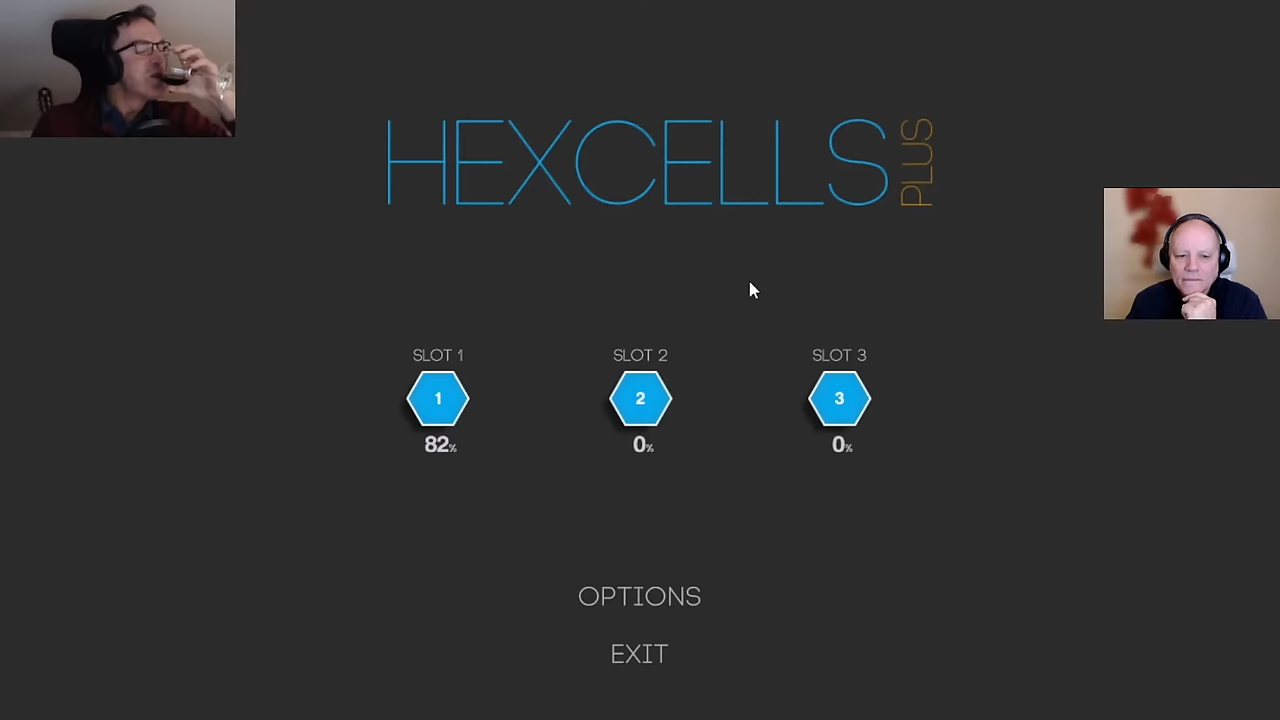 HEXCELLS PLUS
SLOT 1 SLOT 2 SLOT 3
1 2 3
82% 0% 0%
OPTIONS
EXIT